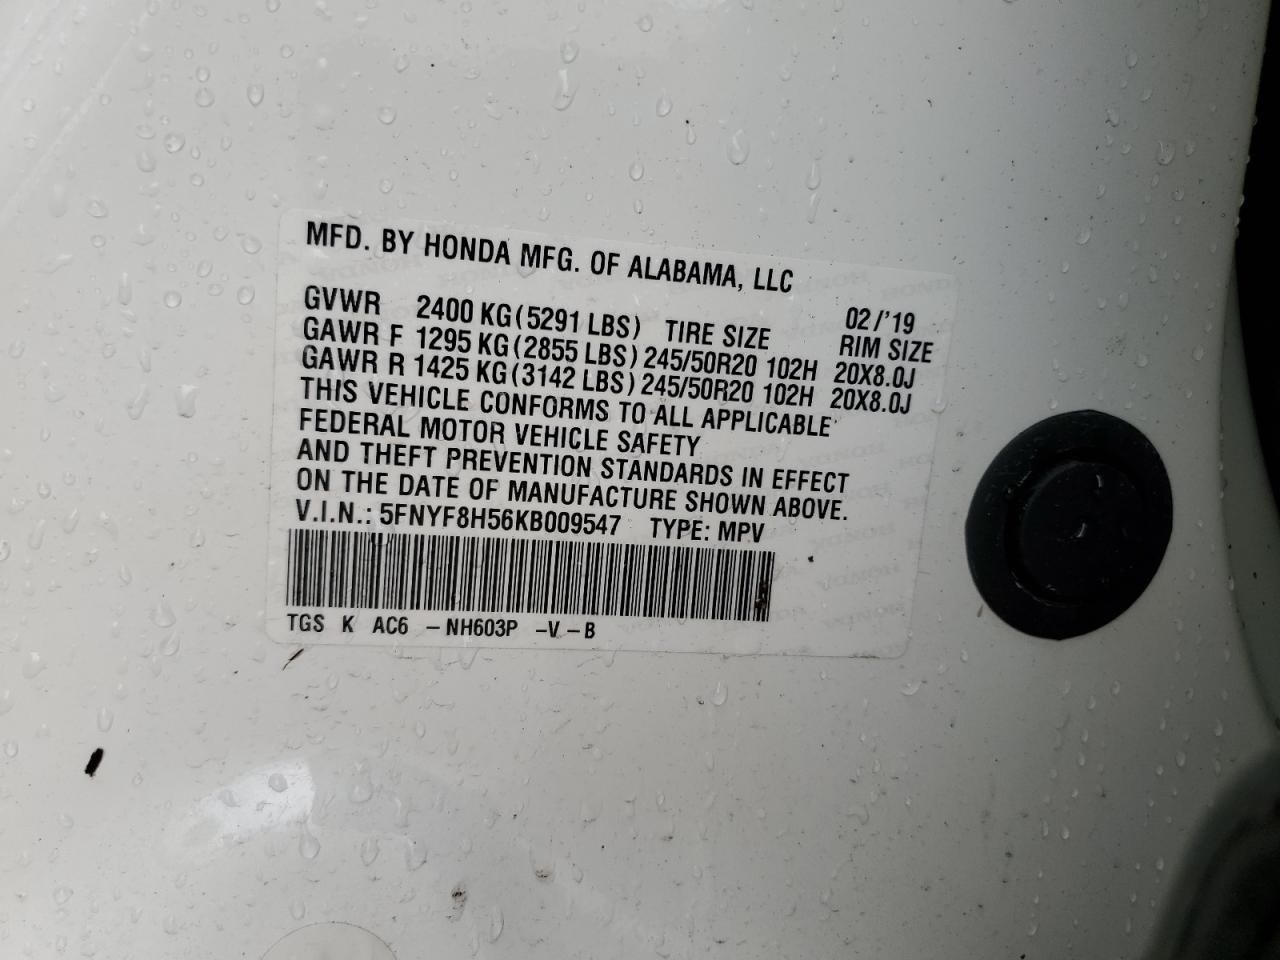 MFD. BY HONDA MFG. OF ALABAMA, LLC
02/'19
GVWR 2400 KG(5291 LBS) TIRE SIZE RIM SIZE
GAWR F 1295 KG(2855 LBS) 245/50R20 102H 20X8.0J
GAWR R 1425 KG(3142 LBS) 245/50R20 102H 20X8.0J
THIS VEHICLE CONFORMS TO ALL APPLICABLE
FEDERAL MOTOR VEHICLE SAFETY
AND THEFT PREVENTION STANDARDS IN EFFECT
ON THE DATE OF MANUFACTURE SHOWN ABOVE.
V.I.N.: 5FNYF8H56KB009547 TYPE: MPV
TGS K AC6 -NH603P -V-B